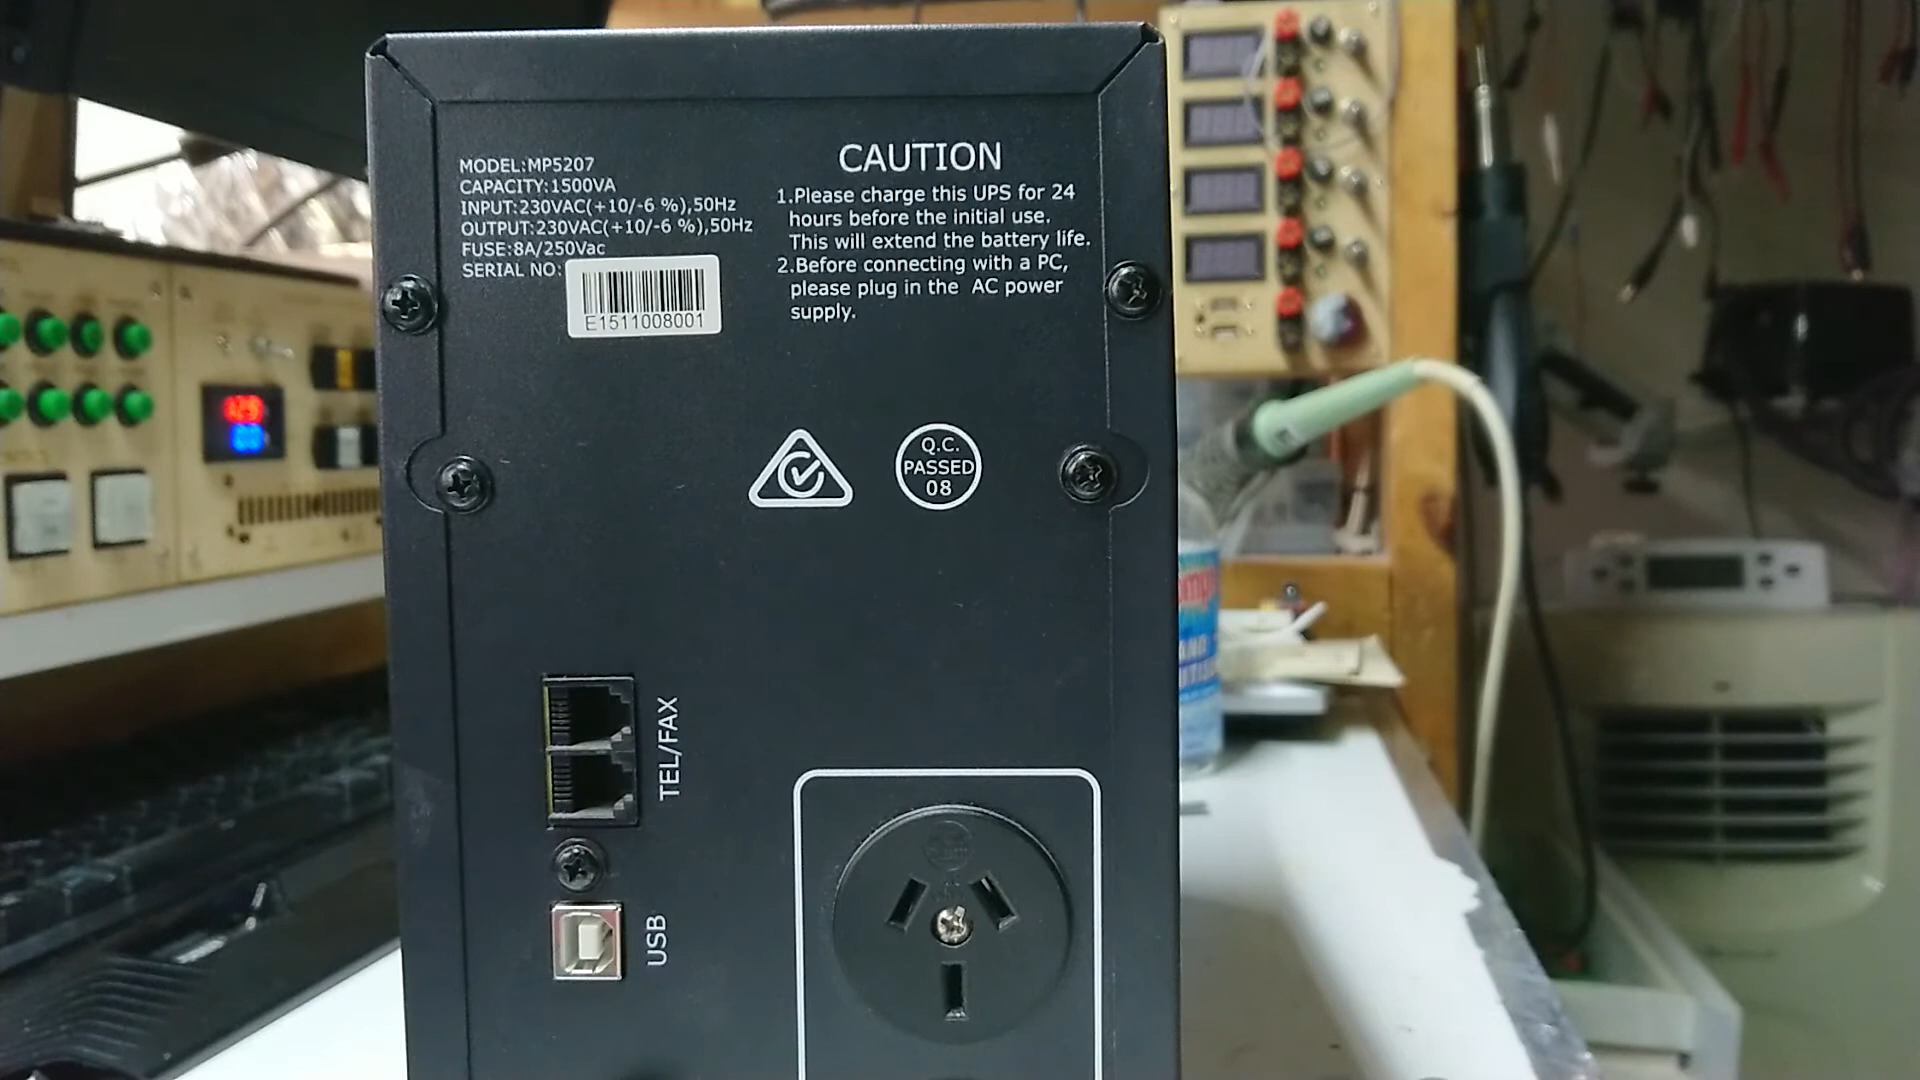 MODEL:MP5207
CAPACITY:1500VA
INPUT:230VAC(+10/-6 %),50Hz
OUTPUT:230VAC(+10/-6 %),50Hz
FUSE:8A/250Vac
SERIAL NO:
E1511008001
CAUTION
1.Please charge this UPS for 24
hours before the initial use.
This will extend the battery life.
2.Before connecting with a PC,
please plug in the AC power
supply.
Q.C.
PASSED
08
TEL/FAX
USB